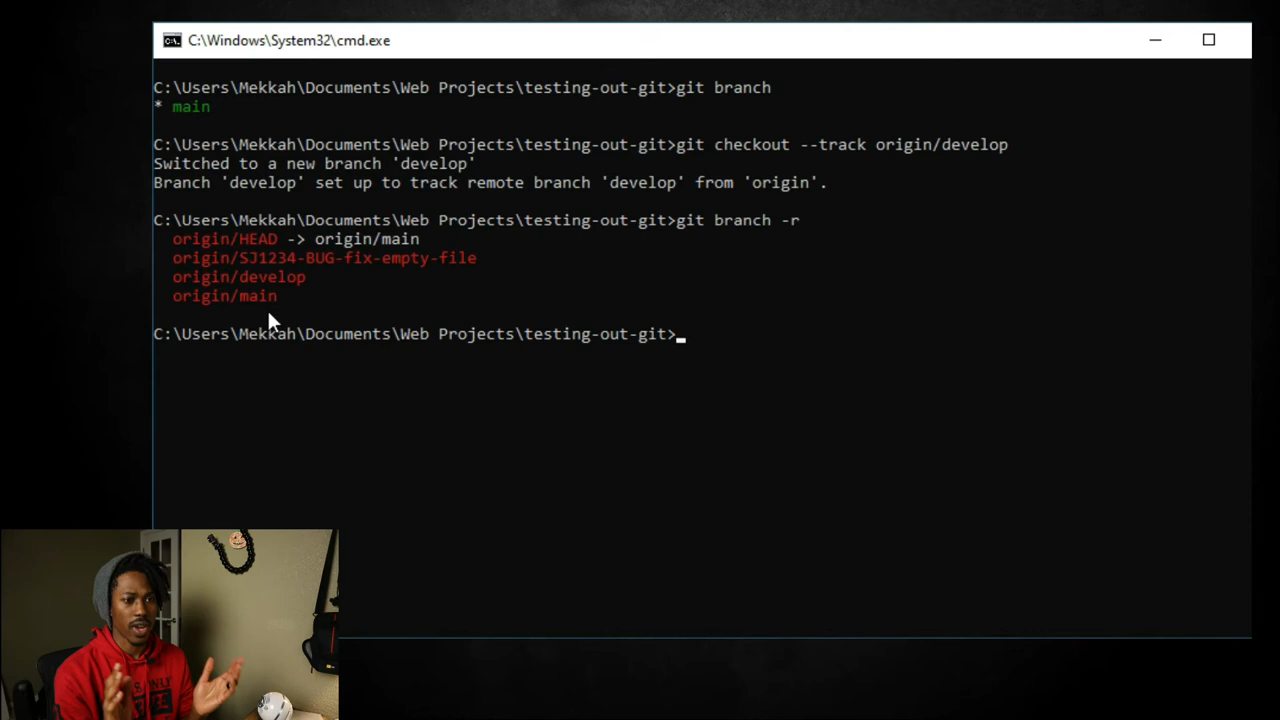 C:\Windows\System32\cmd.exe
C:\Users\Mekkah\Documents\Web Projects\testing-out-git>git branch
* main
C:\Users\Mekkah\Documents\Web Projects\testing-out-git>git checkout --track origin/develop
Switched to a new branch 'develop'
Branch 'develop' set up to track remote branch 'develop' from 'origin'.
C:\Users\Mekkah\Documents\Web Projects\testing-out-git>git branch -r
origin/HEAD -> origin/main
origin/SJ1234-BUG-fix-empty-file
origin/develop
origin/main
C:\Users\Mekkah\Documents\Web Projects\testing-out-git>